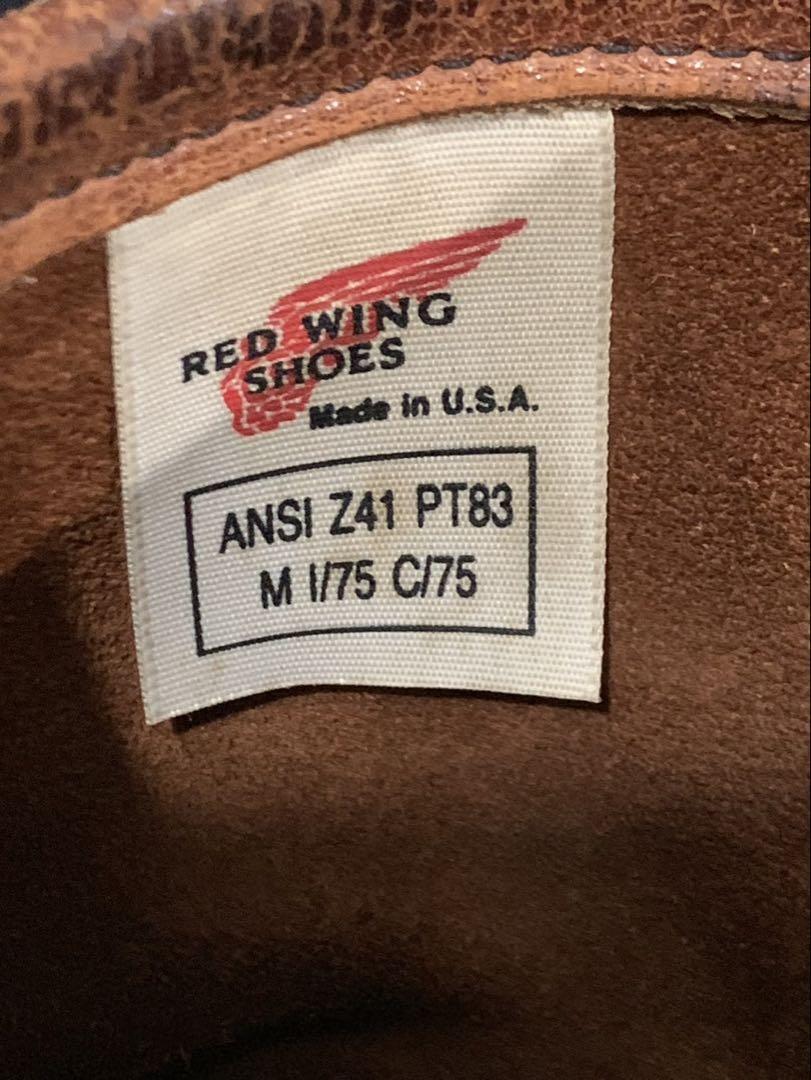 RED WING
SHOES
Made in U.S.A.
ANSI Z41 PT83
M I/75 C/75